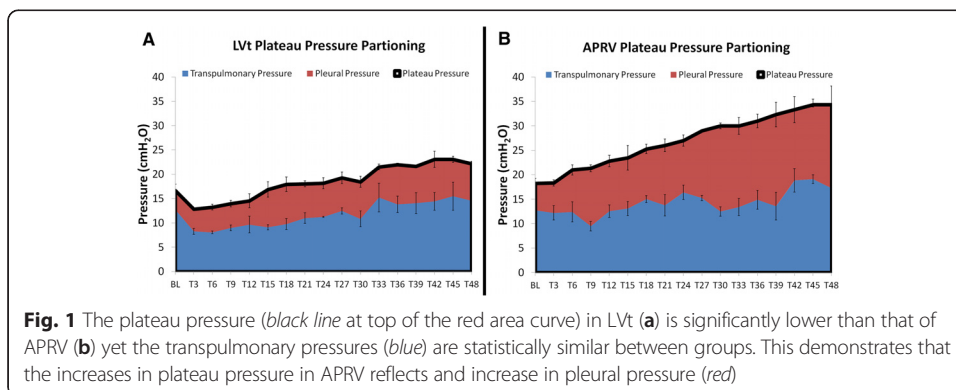 A
LVt Plateau Pressure Partioning
Transpulmonary Pressure Pleural Pressure Plateau Pressure
Pressure (cmH₂O)
40
35
30
25
20
15
10
5
0
BL T3 T6 T9 T12 T15 T18 T21 T24 T27 T30 T33 T36 T39 T42 T45 T48
B
APRV Plateau Pressure Partioning
Transpulmonary Pressure Pleural Pressure Plateau Pressure
Pressure (cmH₂O)
40
35
30
25
20
15
10
5
0
BL T3 T6 T9 T12 T15 T18 T21 T24 T27 T30 T33 T36 T39 T42 T45 T48
Fig. 1 The plateau pressure (black line at top of the red area curve) in LVt (a) is significantly lower than that of
APRV (b) yet the transpulmonary pressures (blue) are statistically similar between groups. This demonstrates that
the increases in plateau pressure in APRV reflects and increase in pleural pressure (red)